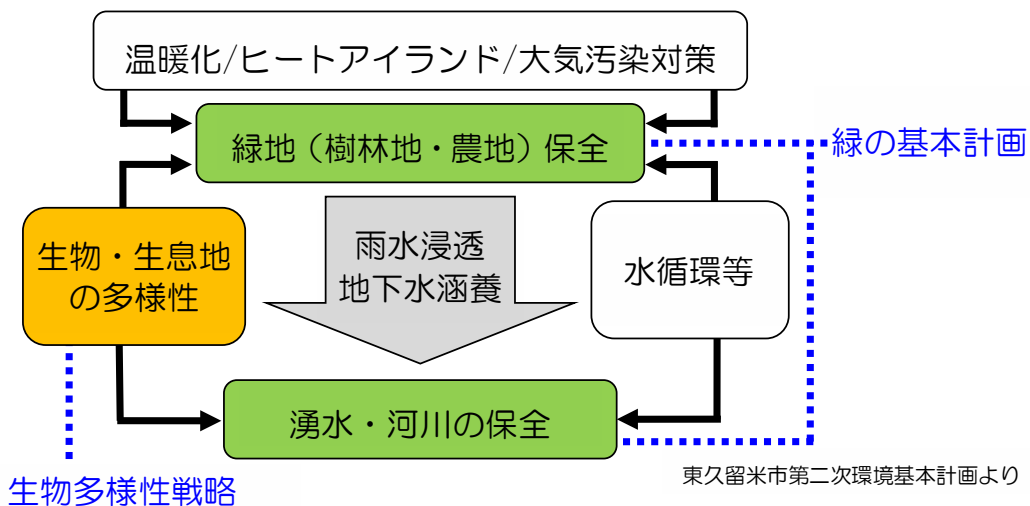 温暖化/ヒートアイランド/大気汚染対策
緑地（樹林地・農地）保全
緑の基本計画
生物・生息地
の多様性
雨水浸透
地下水涵養
水循環等
湧水・河川の保全
東久留米市第二次環境基本計画より
生物多様性戦略